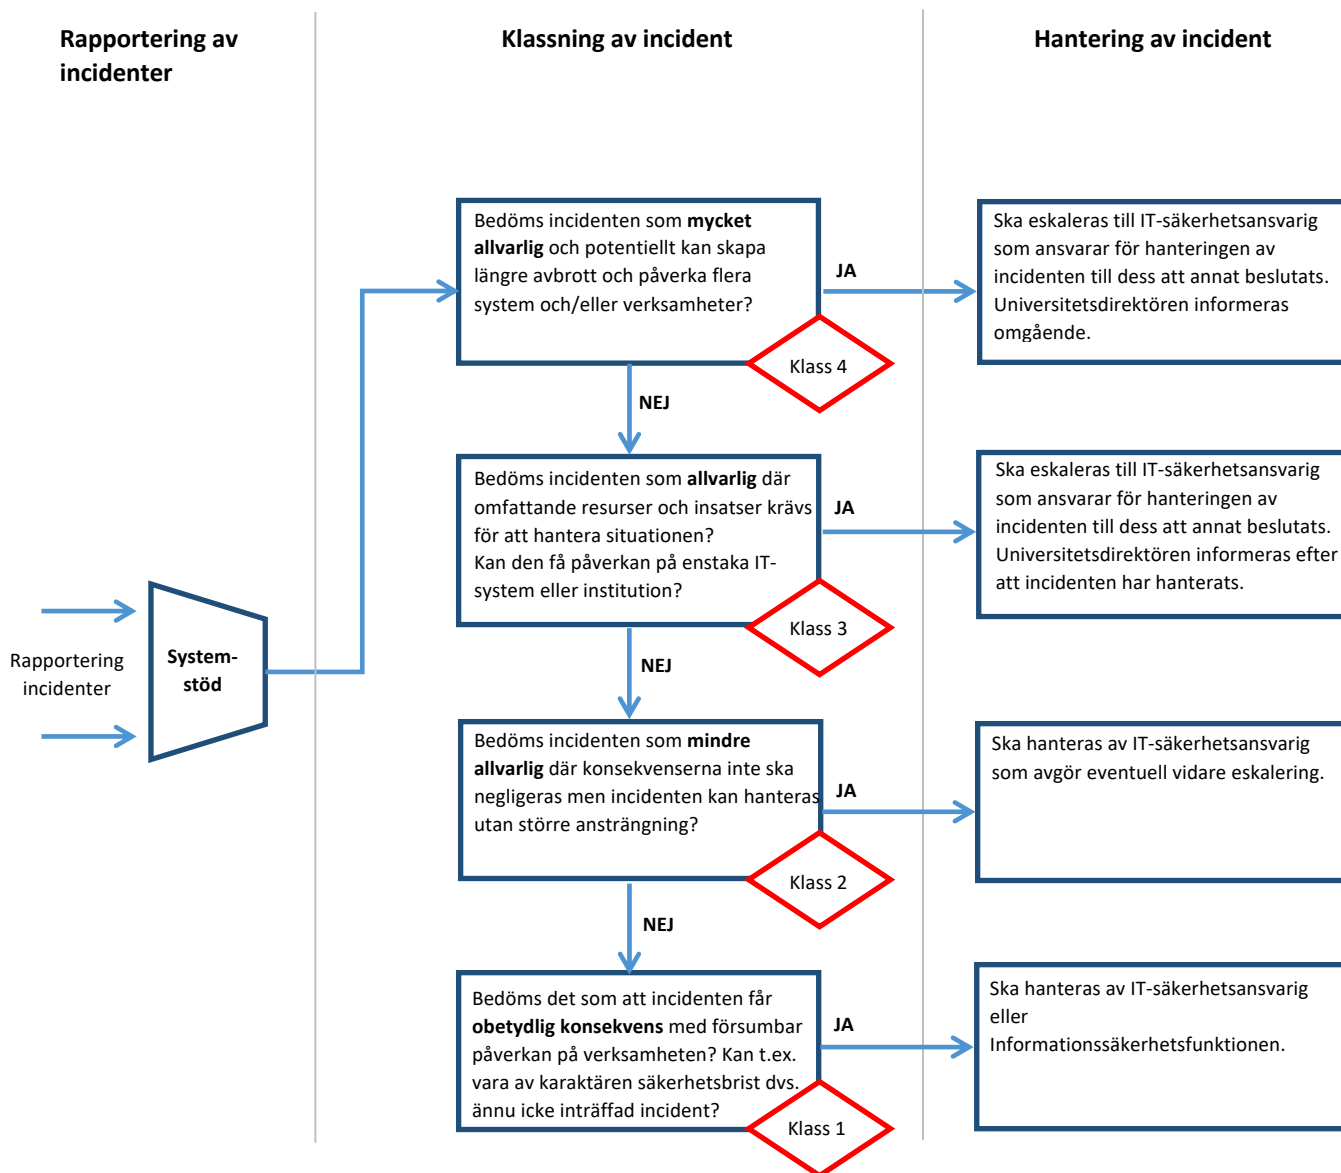 Rapportering av
incidenter
Klassning av incident
Hantering av incident
Bedöms incidenten som mycket
allvarlig och potentiellt kan skapa
längre avbrott och påverka flera
system och/eller verksamheter?
JA
Klass 4
Ska eskaleras till IT-säkerhetsansvarig
som ansvarar för hanteringen av
incidenten till dess att annat beslutats.
Universitetsdirektören informeras
omgående.
NEJ
Bedöms incidenten som allvarlig där
omfattande resurser och insatser krävs
för att hantera situationen?
Kan den få påverkan på enstaka IT-
system eller institution?
JA
Klass 3
Ska eskaleras till IT-säkerhetsansvarig
som ansvarar för hanteringen av
incidenten till dess att annat beslutats.
Universitetsdirektören informeras efter
att incidenten har hanterats.
Rapportering
incidenter
System-
stöd
NEJ
Bedöms incidenten som mindre
allvarlig där konsekvenserna inte ska
negligeras men incidenten kan hanteras
utan större ansträngning?
JA
Klass 2
Ska hanteras av IT-säkerhetsansvarig
som avgör eventuell vidare eskalering.
NEJ
Bedöms det som att incidenten får
obetydlig konsekvens med försumbar
påverkan på verksamheten? Kan t.ex.
vara av karaktären säkerhetsbrist dvs.
ännu icke inträffad incident?
JA
Klass 1
Ska hanteras av IT-säkerhetsansvarig
eller
Informationssäkerhetsfunktionen.